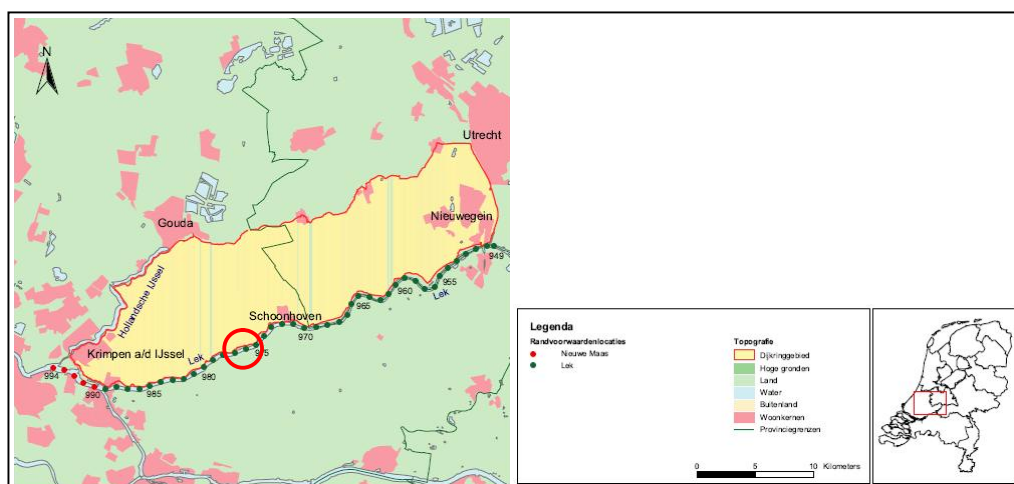 N
Utrecht
Gouda
Nieuwegein
949
955
Lek
960
965
Hollandsche IJssel
Schoonhoven
970
975
Lek
Krimpen a/d IJssel
980
994
990
985
Legenda
Randvoorwaardenlocaties
Nieuwe Maas
Lek
Topografie
Dijkringgebied
Hoge gronden
Land
Water
Buitenland
Woonkernen
Provinciegrenzen
0 5 10 Kilometers